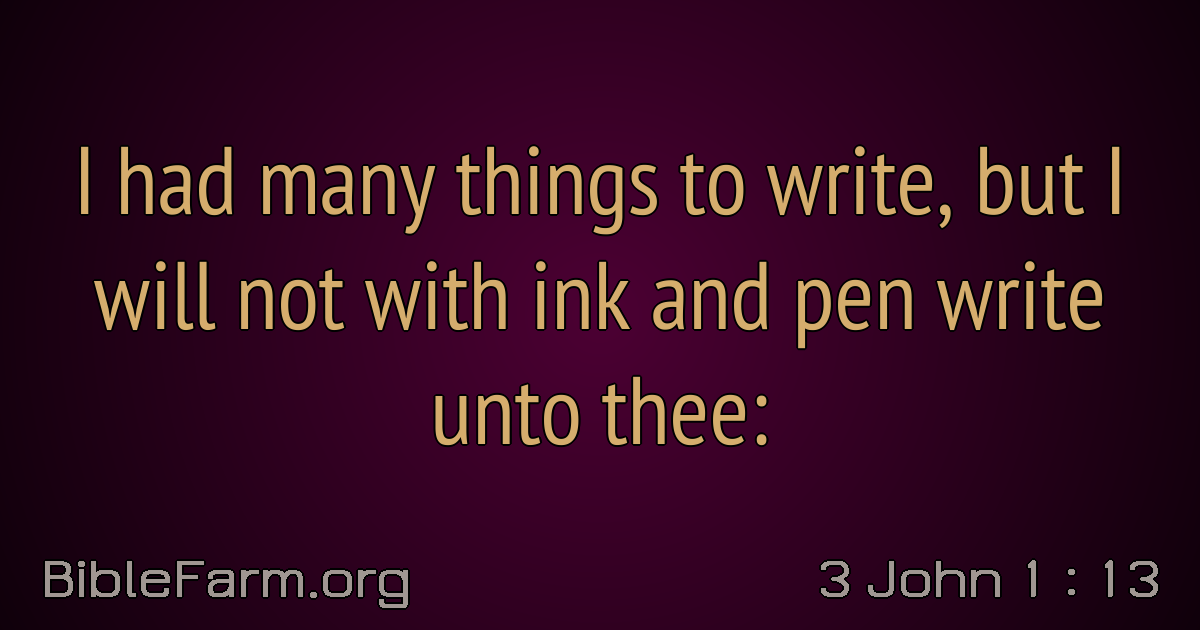 I had many things to write, but I
will not with ink and pen write
unto thee:
BibleFarm.org
3 John 1 : 13